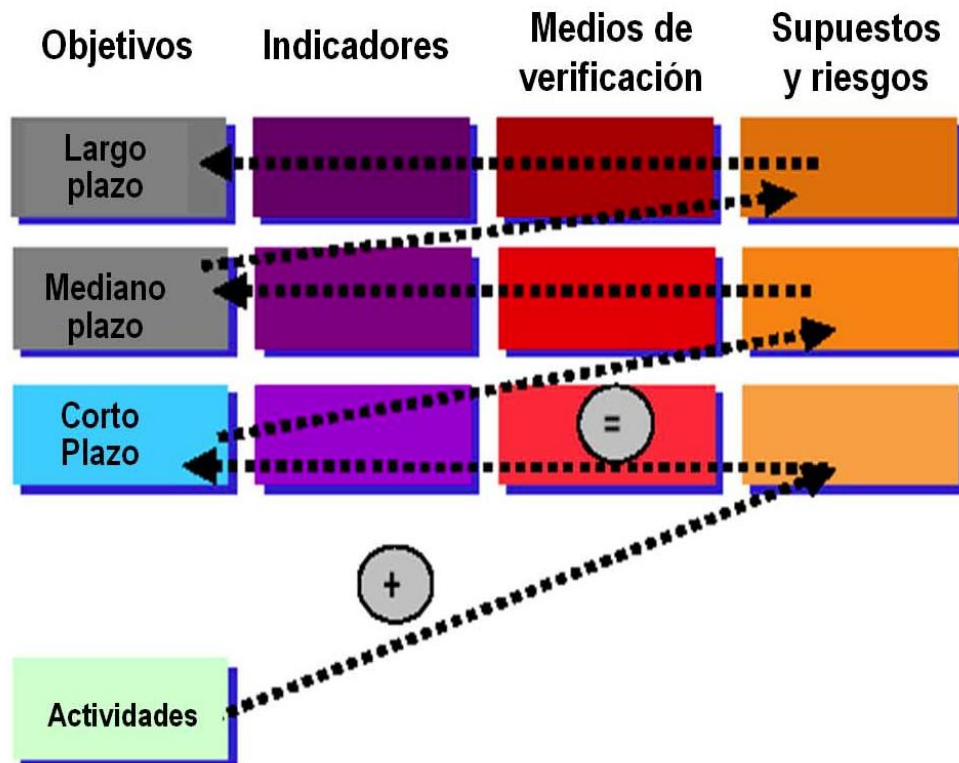 Objetivos
Indicadores
Medios de
verificación
Supuestos
y riesgos
Largo
plazo
Mediano
plazo
Corto
Plazo
=
+
Actividades